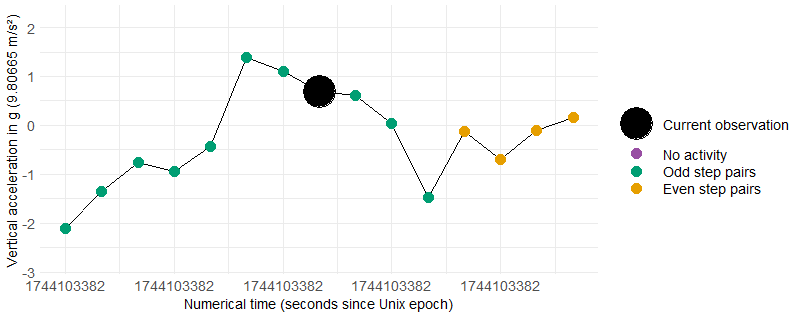 Vertical acceleration in g (9.80665 m/s²)
2
1
0
-1
-2
-3
1744103382 1744103382 1744103382 1744103382 1744103382
Numerical time (seconds since Unix epoch)
Current observation
No activity
Odd step pairs
Even step pairs